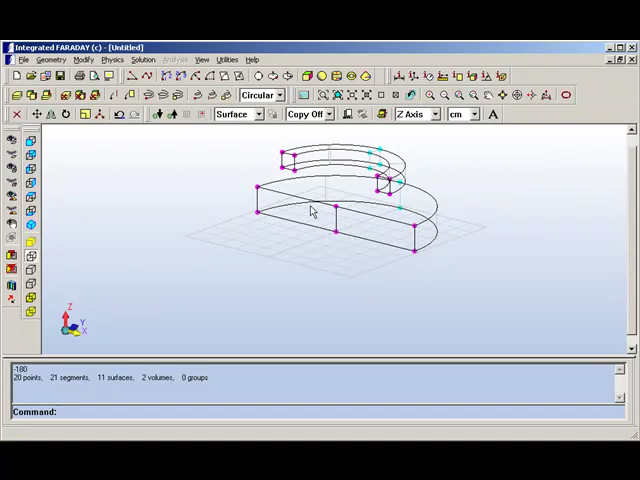 Integrated FARADAY (c) - [Untitled]
File Geometry Modify Physics Solution Analysis View Utilities Help
Circular
Surface Copy Off Z Axis cm A
Z
Y
X
-180
20 points, 21 segments, 11 surfaces, 2 volumes, 0 groups
Command: